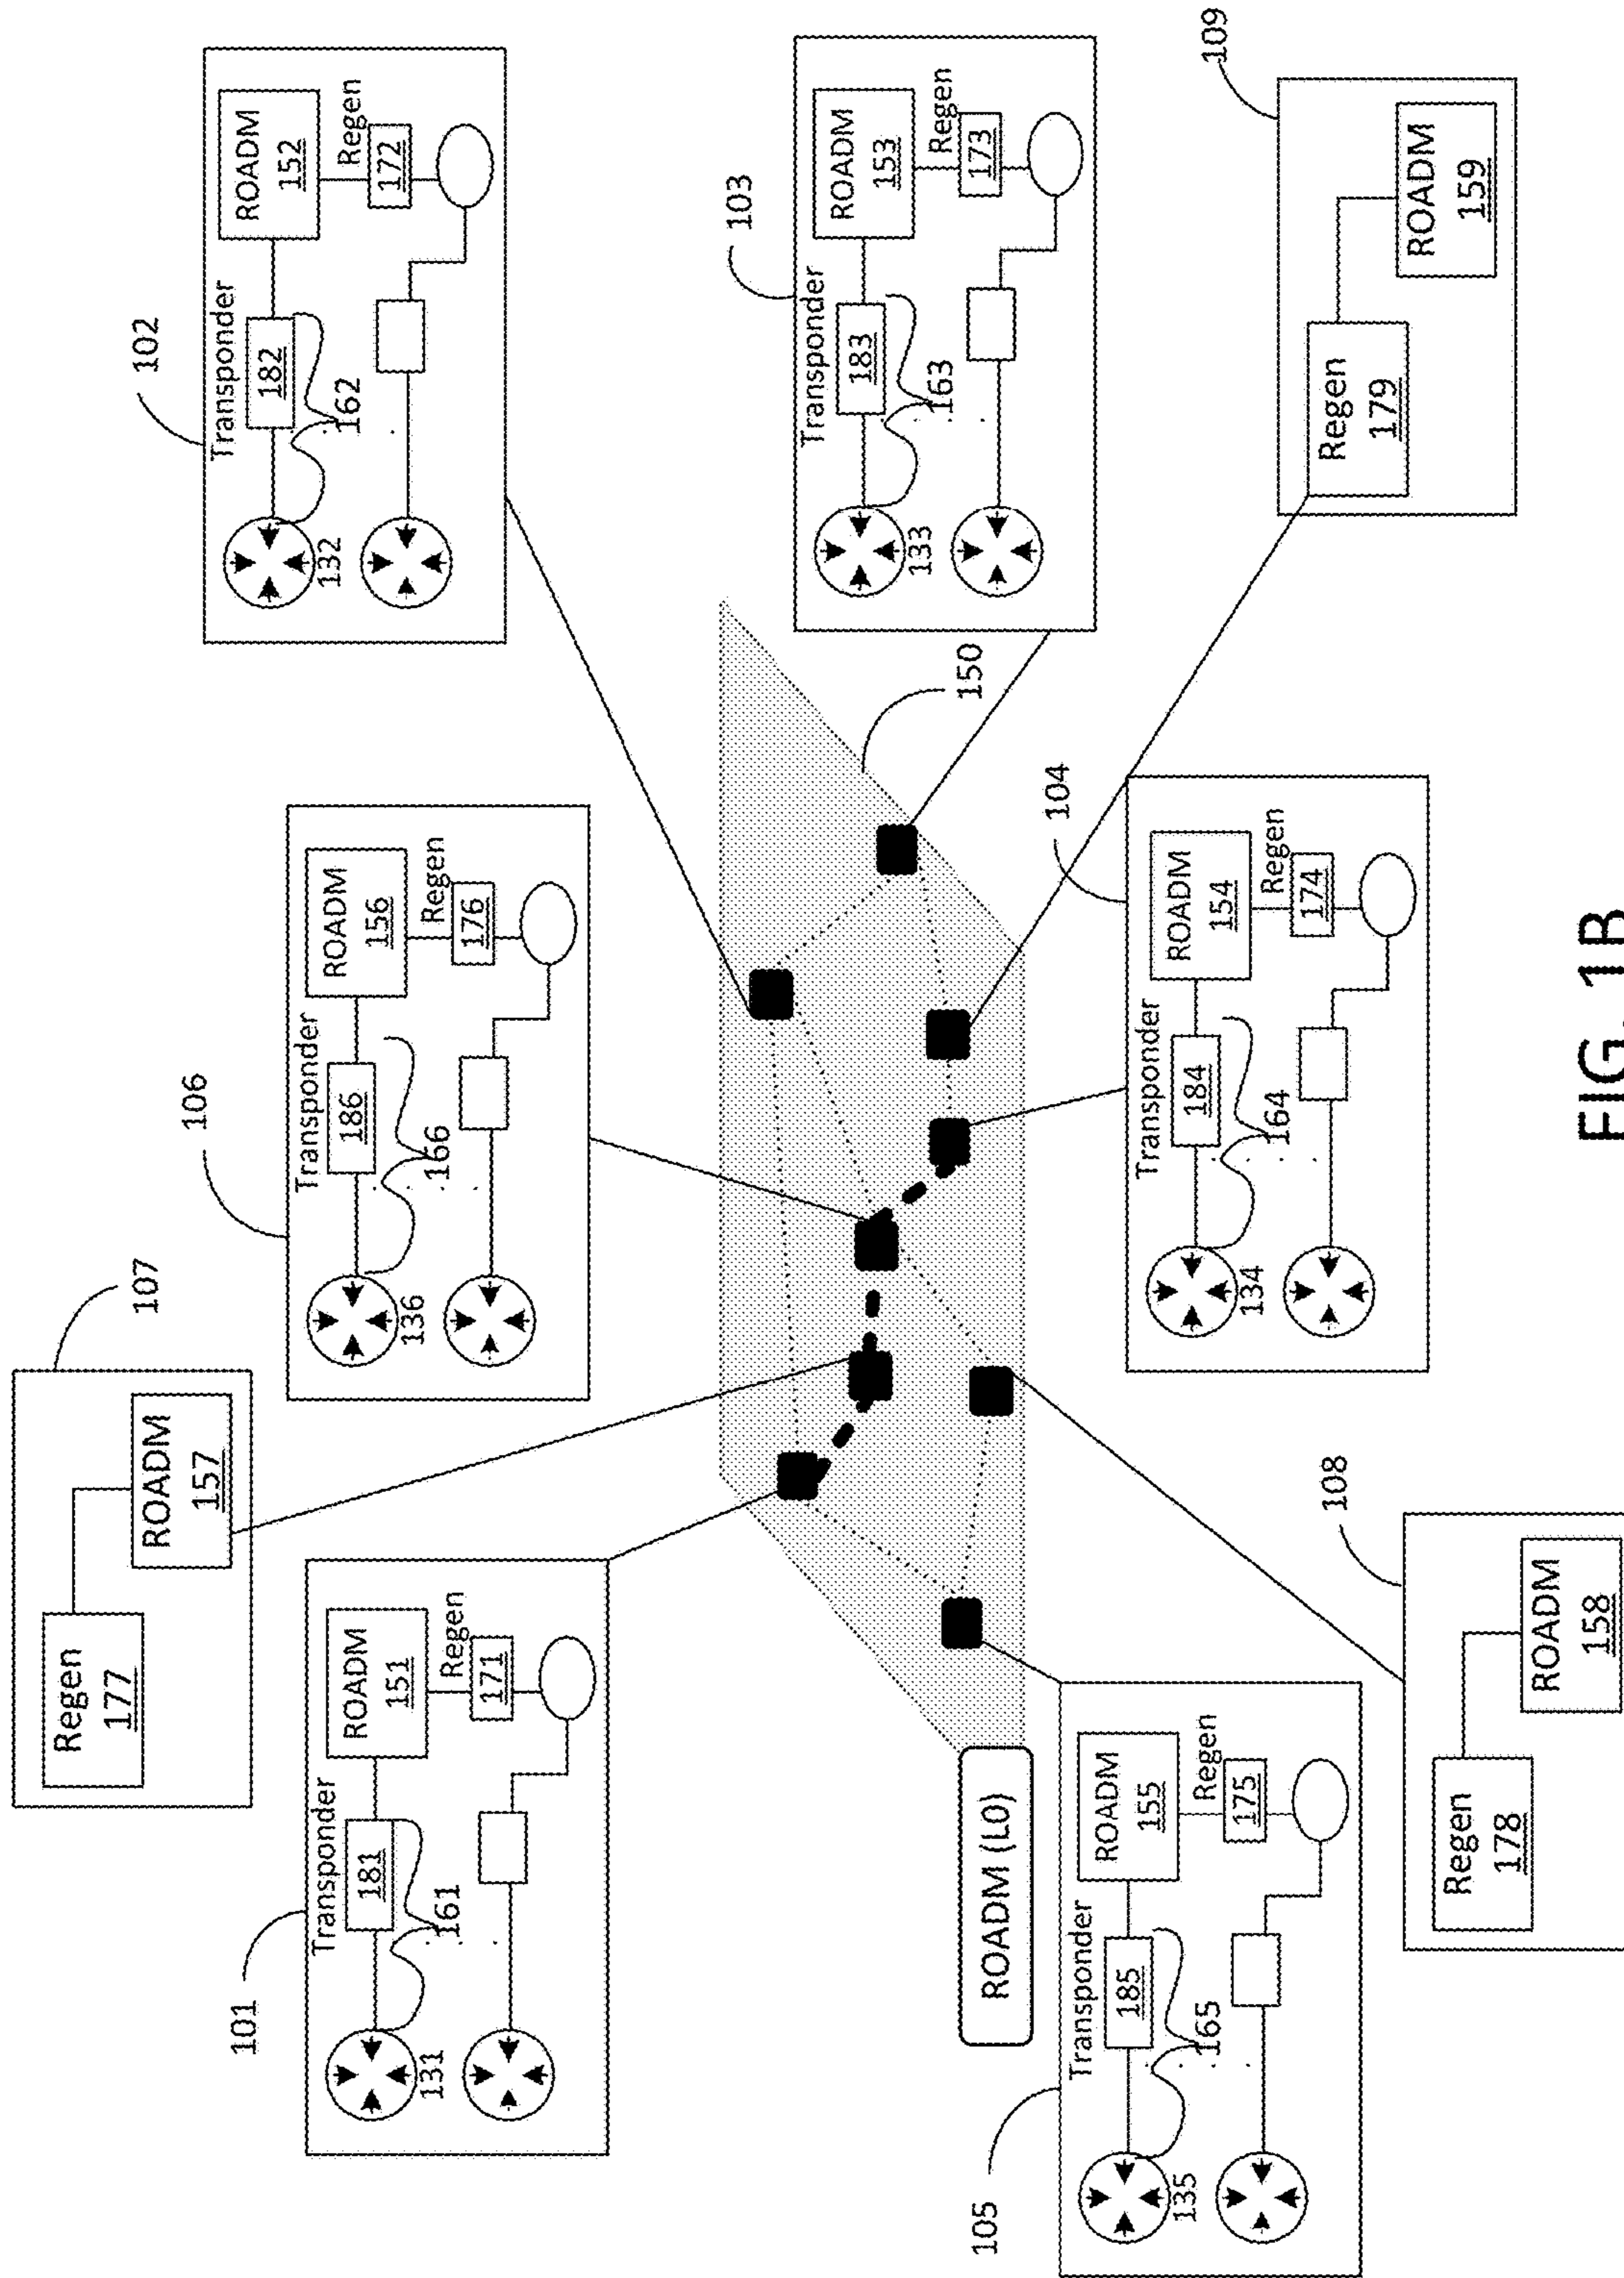 107
Regen
177
ROADM
157
106
Transponder
ROADM
156
186
Regen
176
166
136
102
Transponder
ROADM
152
182
Regen
172
162
132
101
Transponder
ROADM
151
181
Regen
171
161
131
103
Transponder
ROADM
153
183
Regen
173
163
133
150
ROADM (L0)
105
Transponder
ROADM
155
185
Regen
175
165
135
104
Transponder
ROADM
154
184
Regen
174
164
134
109
Regen
179
ROADM
159
108
Regen
178
ROADM
158
FIG. 1B